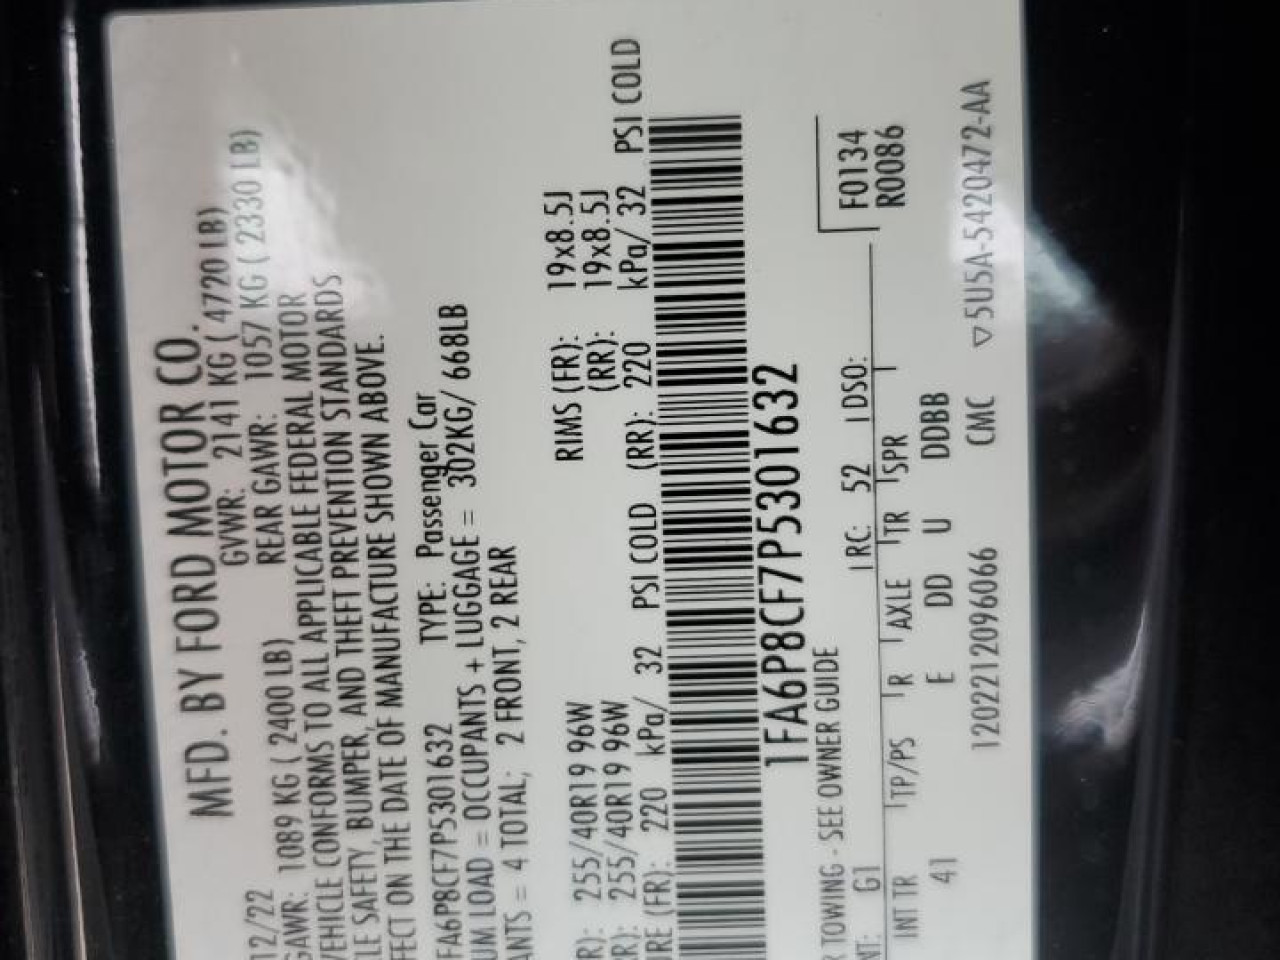 MFD. BY FORD MOTOR CO.
12/22 GVWR: 2141 KG ( 4720 LB)
GAWR: 1089 KG ( 2400 LB) REAR GAWR: 1057 KG ( 2330 LB)
VEHICLE CONFORMS TO ALL APPLICABLE FEDERAL MOTOR
LE SAFETY, BUMPER, AND THEFT PREVENTION STANDARDS
FECT ON THE DATE OF MANUFACTURE SHOWN ABOVE.
FA6P8CF7P5301632 TYPE: Passenger Car
UM LOAD = OCCUPANTS + LUGGAGE = 302KG/ 668LB
ANTS = 4 TOTAL; 2 FRONT, 2 REAR
R): 255/40R19 96W RIMS (FR): 19x8.5J
R): 255/40R19 96W (RR): 19x8.5J
RE (FR): 220 kPa/ 32 PSI COLD (RR): 220 kPa/ 32 PSI COLD
1FA6P8CF7P5301632
R TOWING - SEE OWNER GUIDE
F0134
R0086
NT: G1 RC: 52 DSO:
INT TR TP/PS R AXLE TR SPR
41 E DD U DDBB
1202212096066 CMC ▽5U5A-5420472-AA